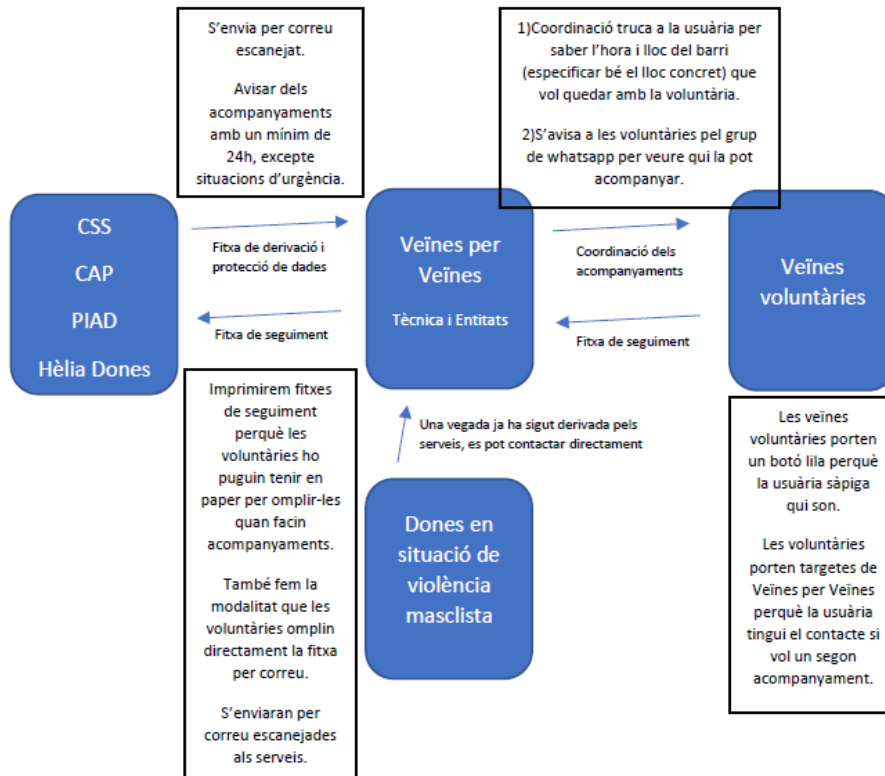 S'envia per correu
escanejat.
Avisar dels
acompanyaments
amb un mínim de
24h, excepte
situacions d'urgència.
1)Coordinació truca a la usuària per
saber l'hora i lloc del barri
(especificar bé el lloc concret) que
vol quedar amb la voluntària.
2)S'avisa a les voluntàries pel grup
de whatsapp per veure qui la pot
acompanyar.
CSS
CAP
PIAD
Hèlia Dones
Fitxa de derivació i
protecció de dades
Fitxa de seguiment
Veïnes per
Veïnes
Tècnica i Entitats
Coordinació dels
acompanyaments
Fitxa de seguiment
Veïnes
voluntàries
Imprimirem fitxes
de seguiment
perquè les
voluntàries ho
puguin tenir en
paper per omplir-les
quan facin
acompanyaments.
També fem la
modalitat que les
voluntàries omplin
directament la fitxa
per correu.
S'enviaran per
correu escanejades
als serveis.
Una vegada ja ha sigut derivada pels
serveis, es pot contactar directament
Dones en
situació de
violència
masclista
Les veïnes
voluntàries porten
un botó lila perquè
la usuària sàpiga
qui son.
Les voluntàries
porten targetes de
Veïnes per Veïnes
perquè la usuària
tingui el contacte si
vol un segon
acompanyament.